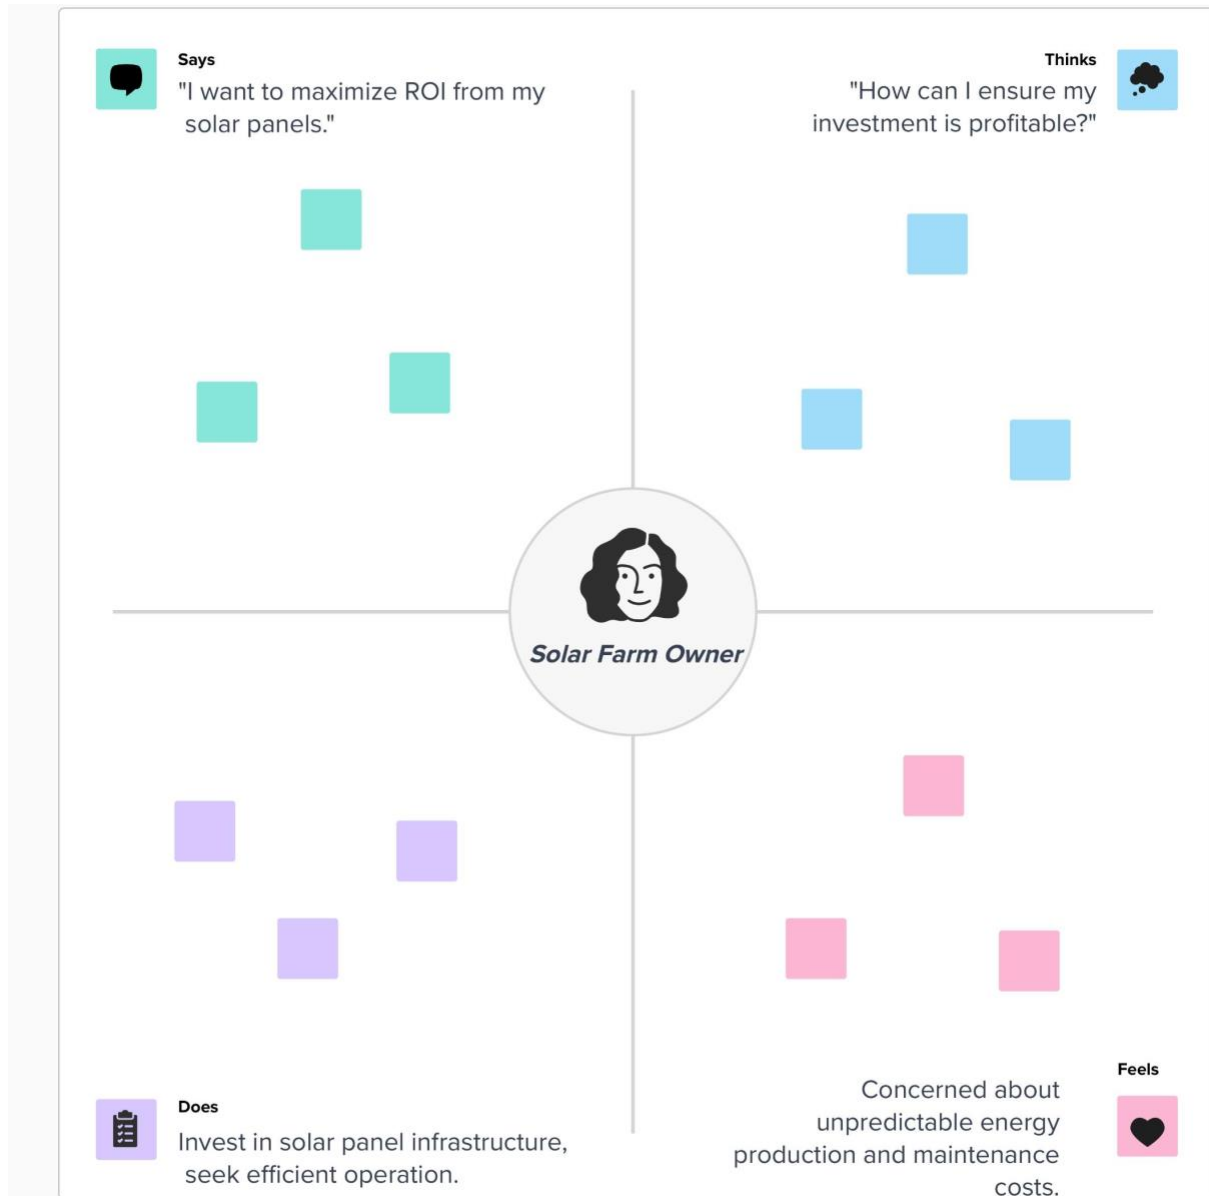 Says
"I want to maximize ROI from my
solar panels."
Thinks
"How can I ensure my
investment is profitable?"
Solar Farm Owner
Does
Invest in solar panel infrastructure,
seek efficient operation.
Feels
Concerned about
unpredictable energy
production and maintenance
costs.